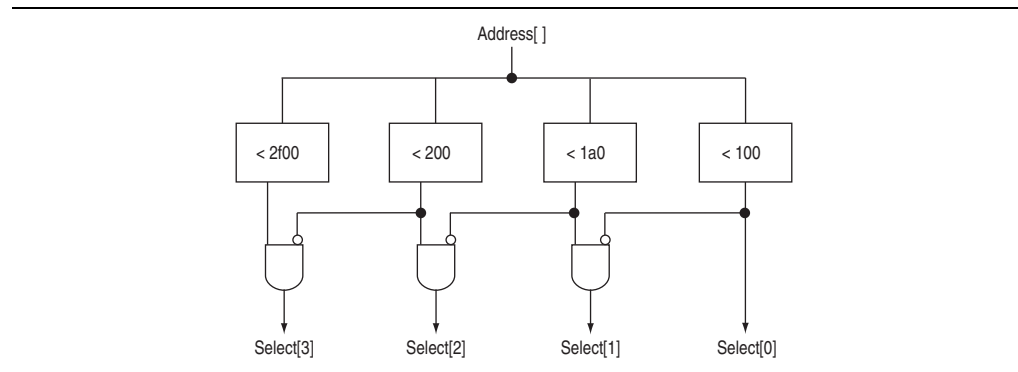 Address[ ]
< 2f00
< 200
< 1a0
< 100
Select[3]
Select[2]
Select[1]
Select[0]